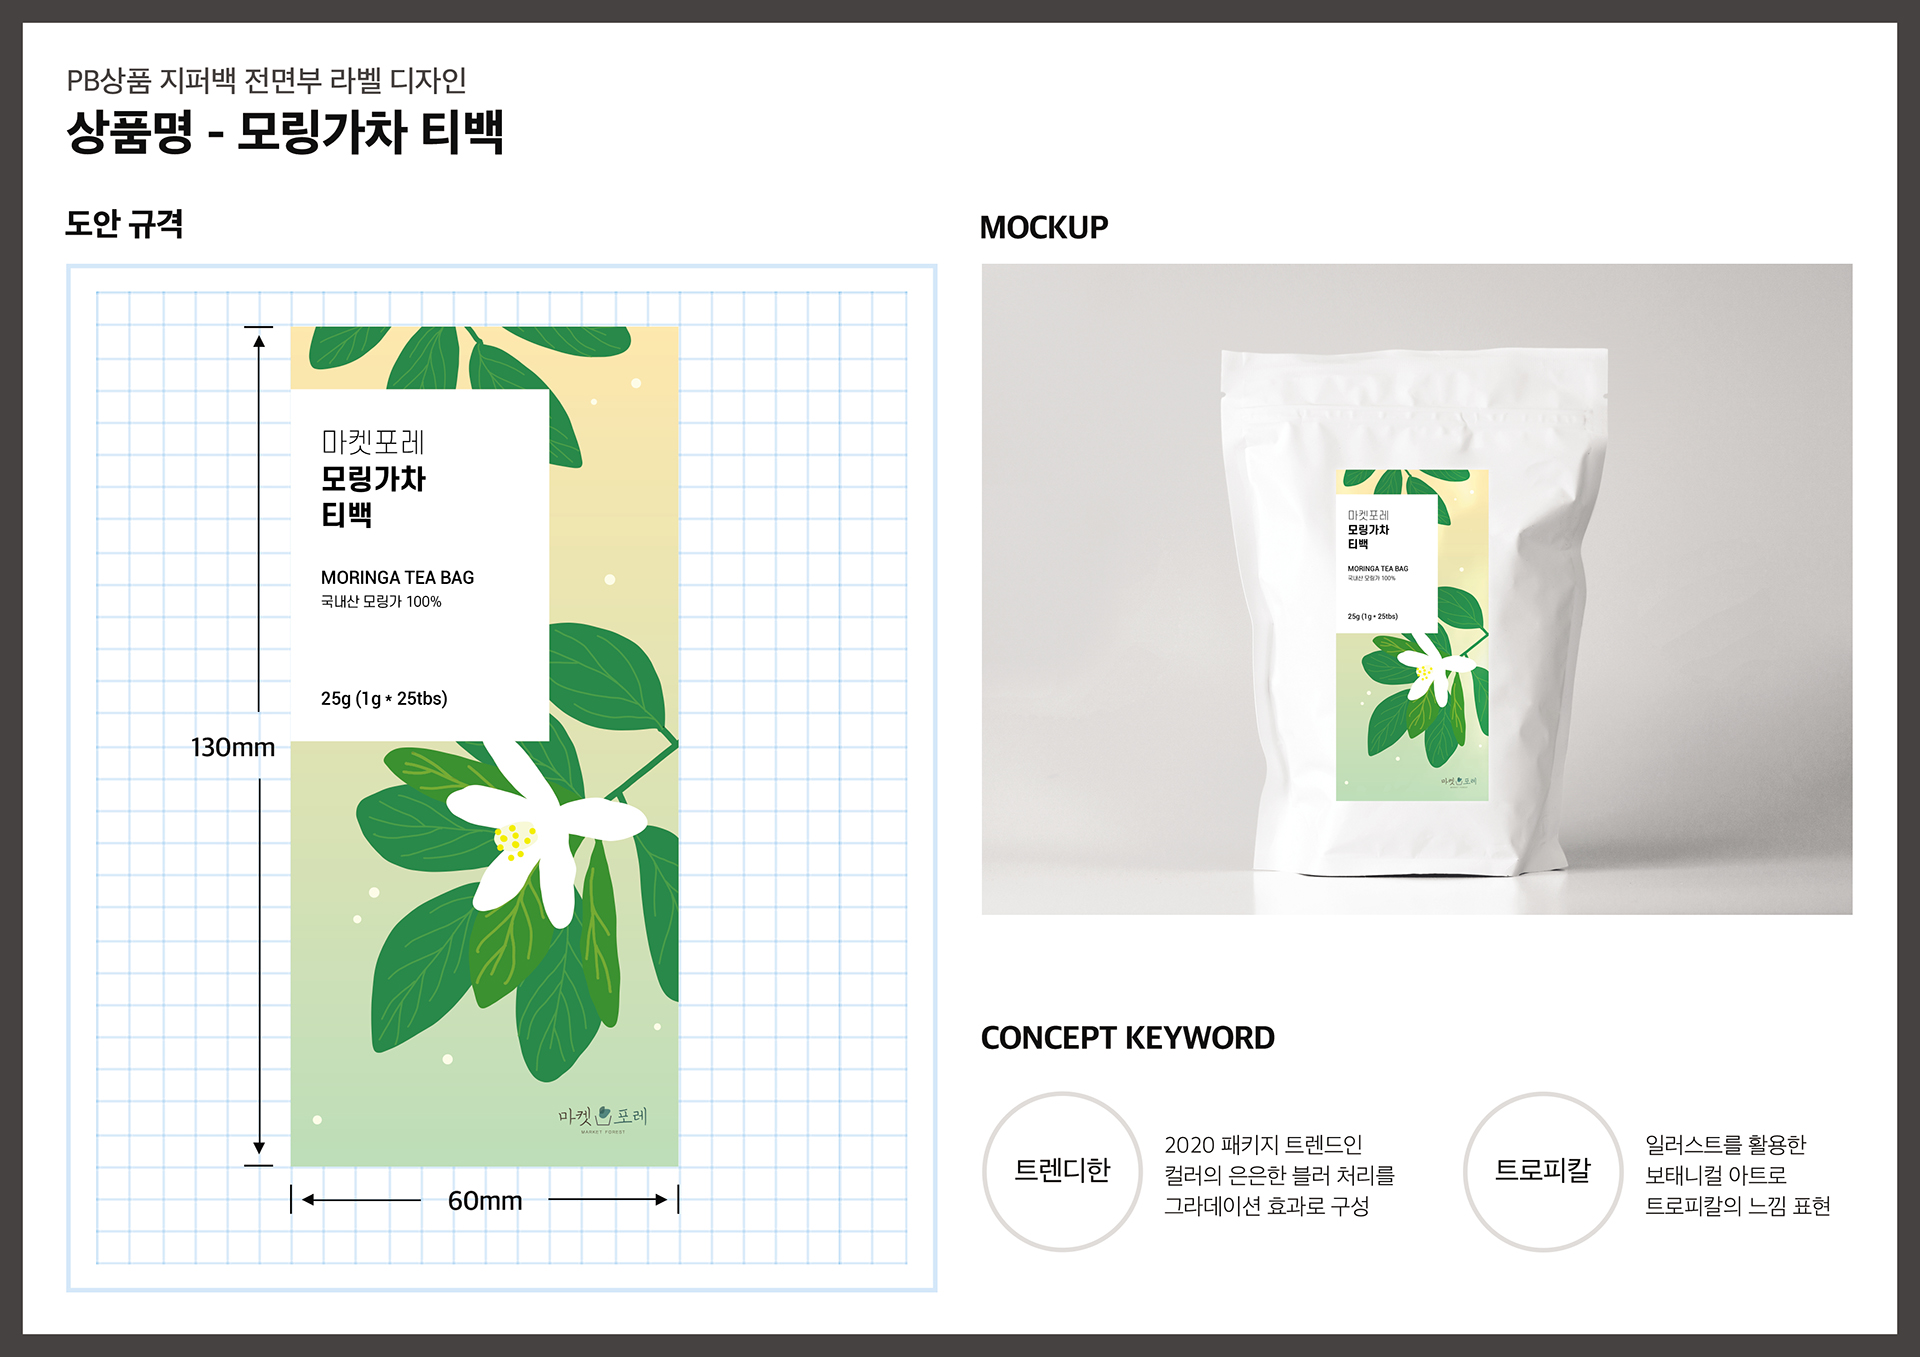 PB상품 지퍼백 전면부 라벨 디자인
상품명 - 모링가차 티백
도안 규격
마켓포레
모링가차
티백
MORINGA TEA BAG
국내산 모링가 100%
25g (1g * 25tbs)
마켓 포레
MARKET FOREST
130mm
60mm
MOCKUP
마켓포레
모링가차
티백
MORINGA TEA BAG
국내산 모링가 100%
25g (1g * 25tbs)
마켓 포레
CONCEPT KEYWORD
트렌디한
2020 패키지 트렌드인
컬러의 은은한 블러 처리를
그라데이션 효과로 구성
트로피칼
일러스트를 활용한
보태니컬 아트로
트로피칼의 느낌 표현